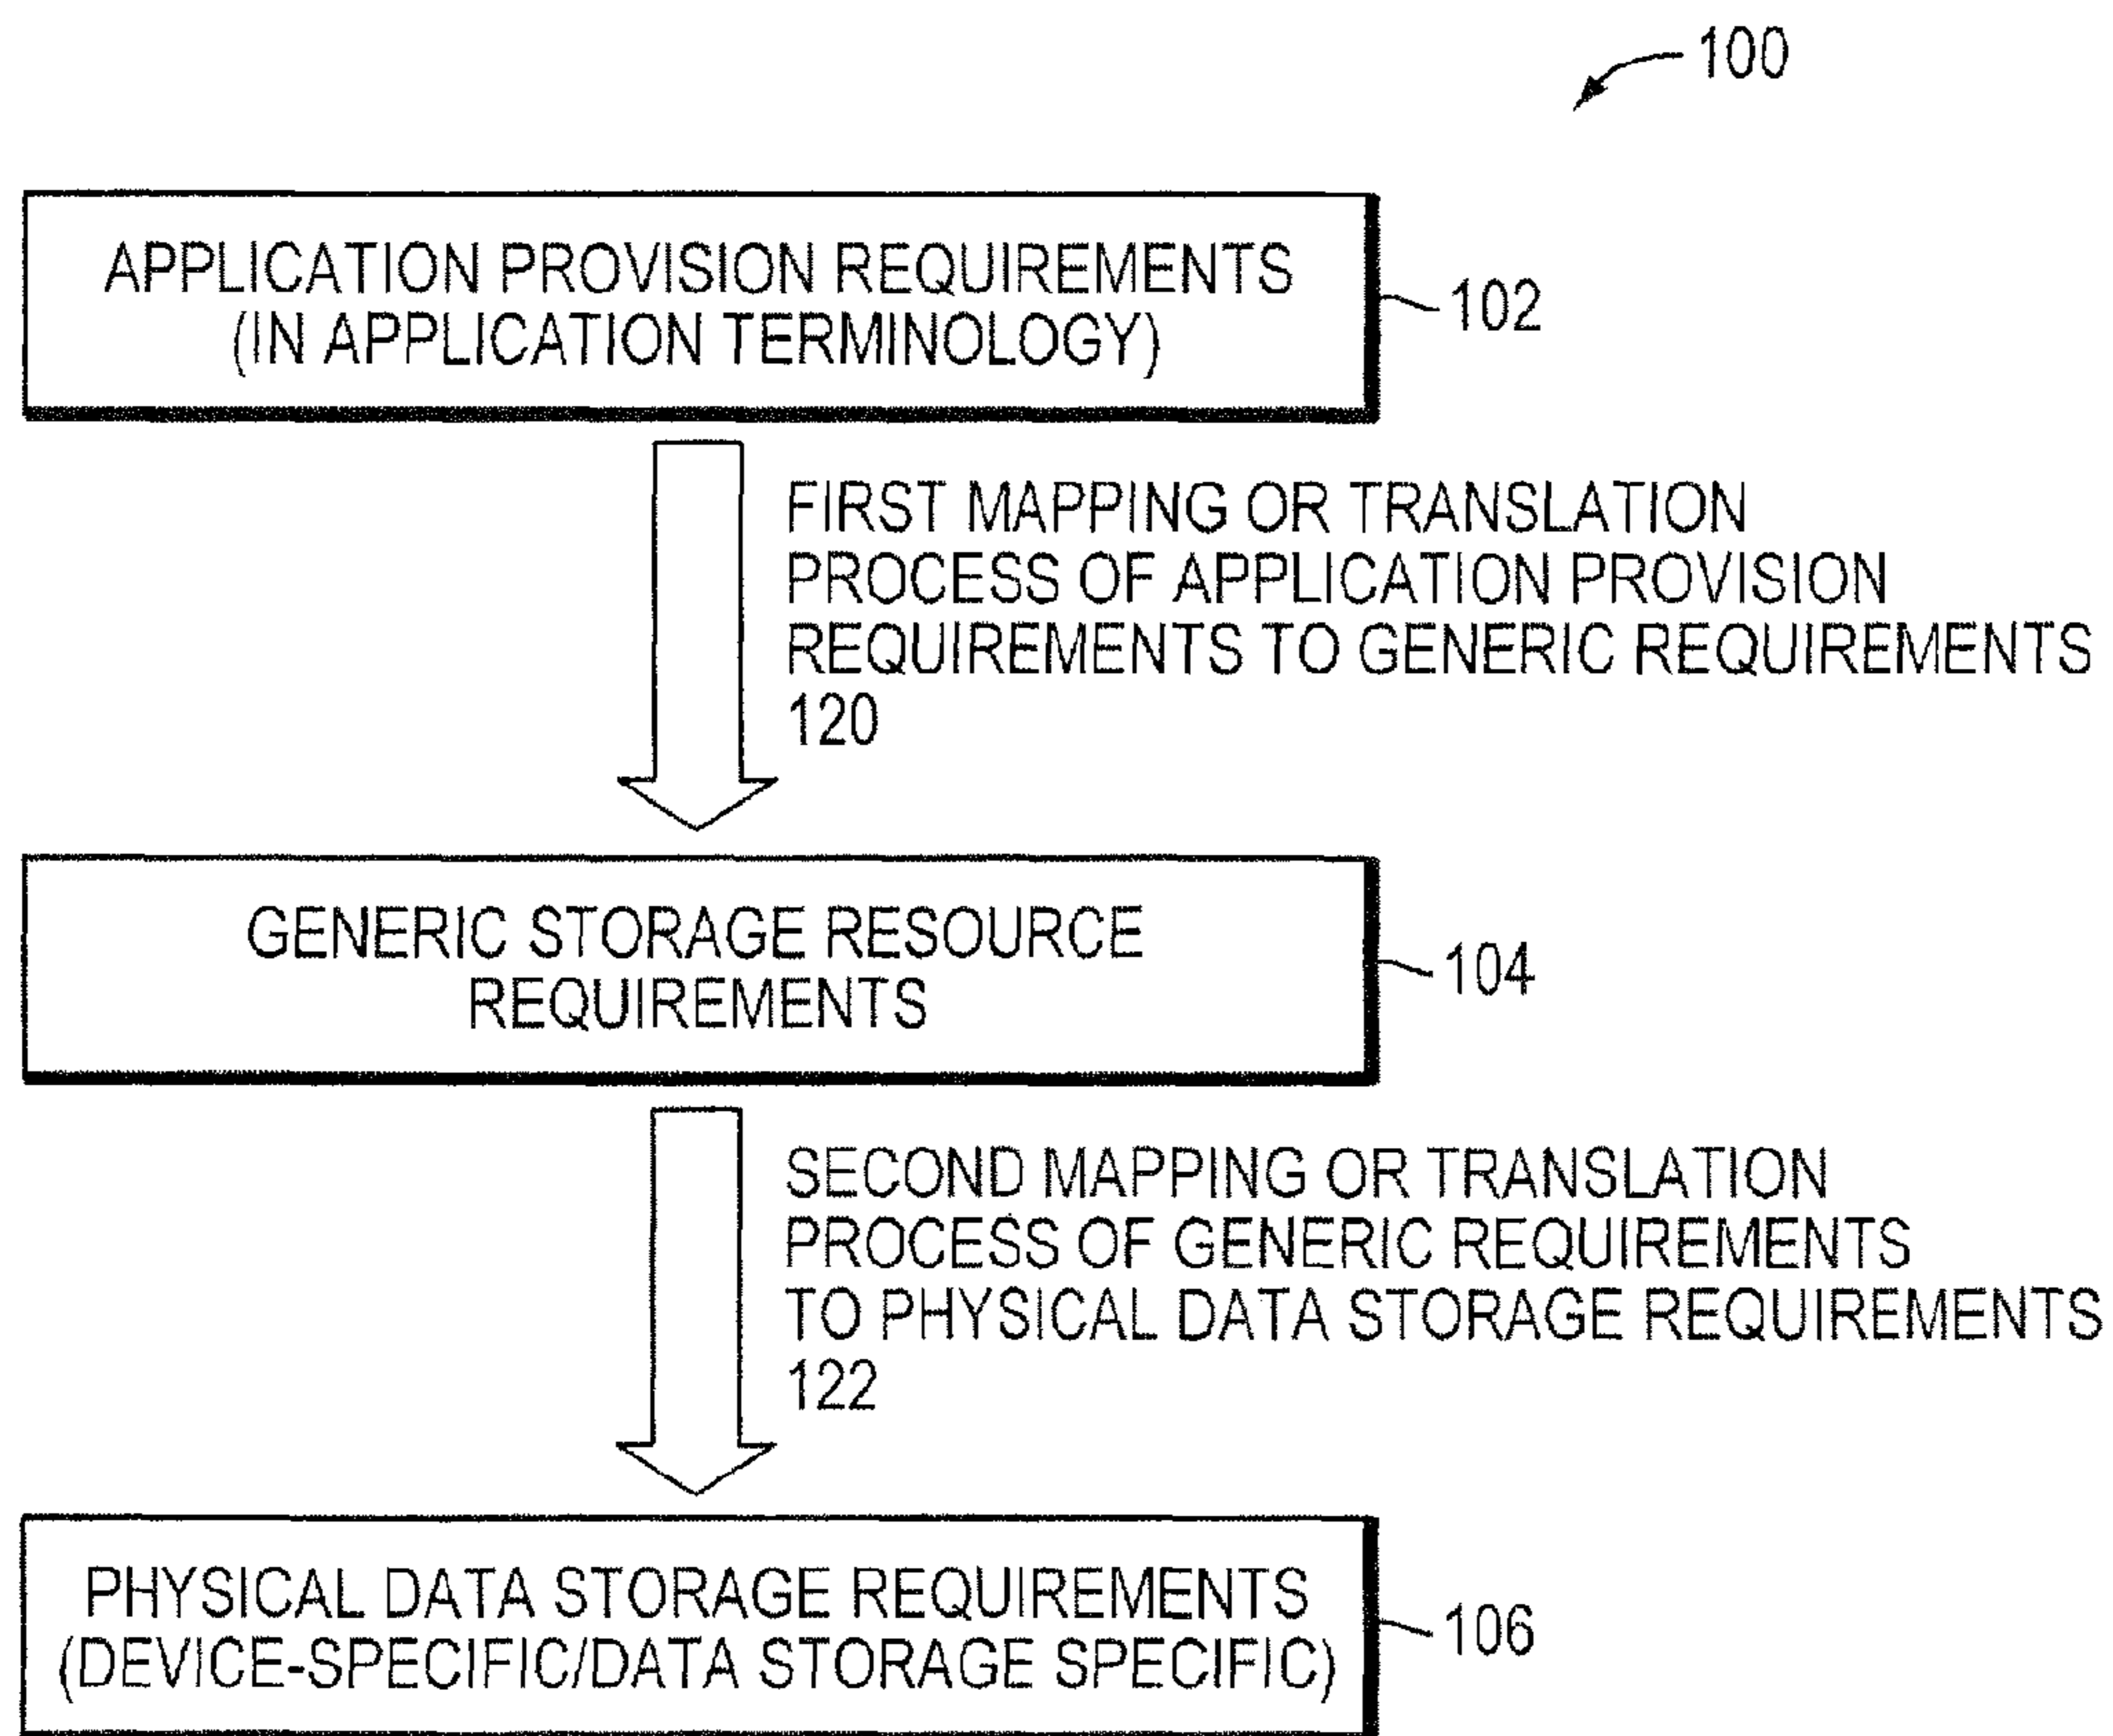 100
APPLICATION PROVISION REQUIREMENTS
(IN APPLICATION TERMINOLOGY)
102
FIRST MAPPING OR TRANSLATION
PROCESS OF APPLICATION PROVISION
REQUIREMENTS TO GENERIC REQUIREMENTS
120
GENERIC STORAGE RESOURCE
REQUIREMENTS
104
SECOND MAPPING OR TRANSLATION
PROCESS OF GENERIC REQUIREMENTS
TO PHYSICAL DATA STORAGE REQUIREMENTS
122
PHYSICAL DATA STORAGE REQUIREMENTS
(DEVICE-SPECIFIC/DATA STORAGE SPECIFIC)
106